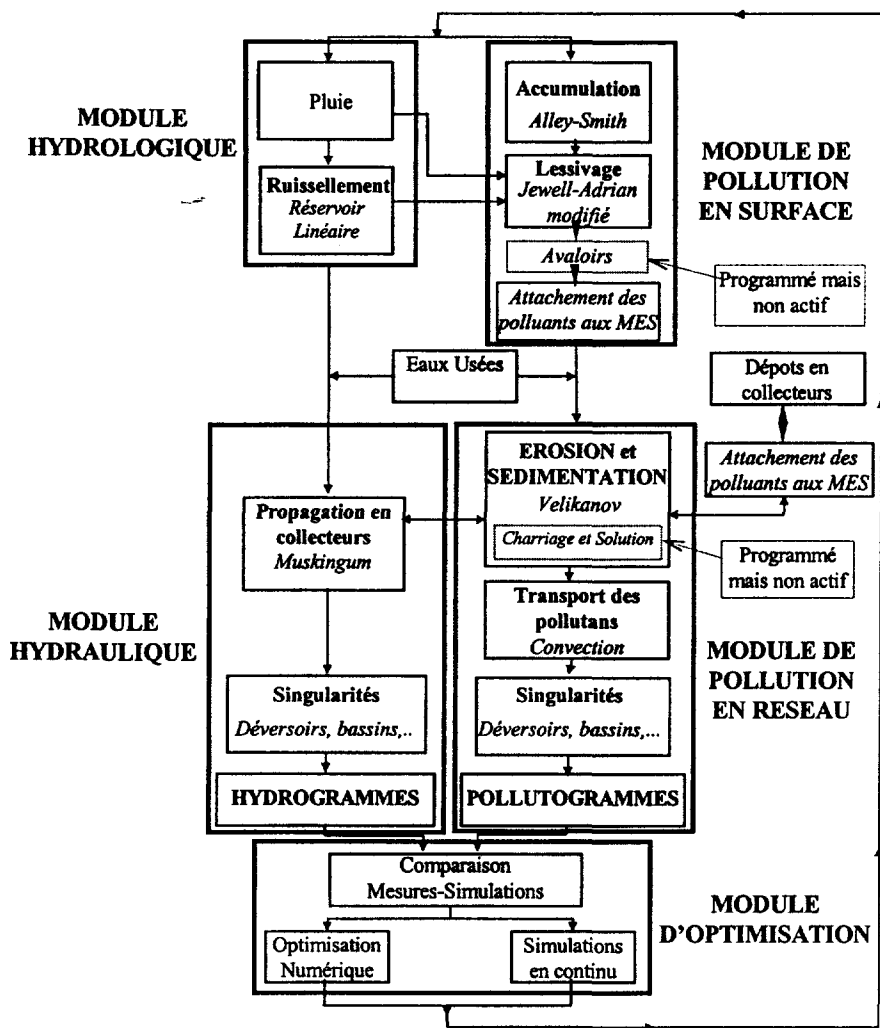 MODULE
HYDROLOGIQUE
Pluie
Ruissellement
Réservoir
Linéaire
Accumulation
Alley-Smith
Lessivage
Jewell-Adrian
modifié
Avaloirs
Attachement des
polluants aux MES
MODULE DE
POLLUTION
EN SURFACE
Programmé mais
non actif
Eaux Usées
Dépots en
collecteurs
Attachement des
polluants aux MES
MODULE
HYDRAULIQUE
Propagation en
collecteurs
Muskingum
Singularités
Déversoirs, bassins,..
HYDROGRAMMES
EROSION et
SEDIMENTATION
Velikanov
Charriage et Solution
Programmé
mais non actif
Transport des
pollutans
Convection
Singularités
Déversoirs, bassins,...
POLLUTOGRAMMES
MODULE DE
POLLUTION
EN RESEAU
Comparaison
Mesures-Simulations
Optimisation
Numérique
Simulations
en continu
MODULE
D'OPTIMISATION